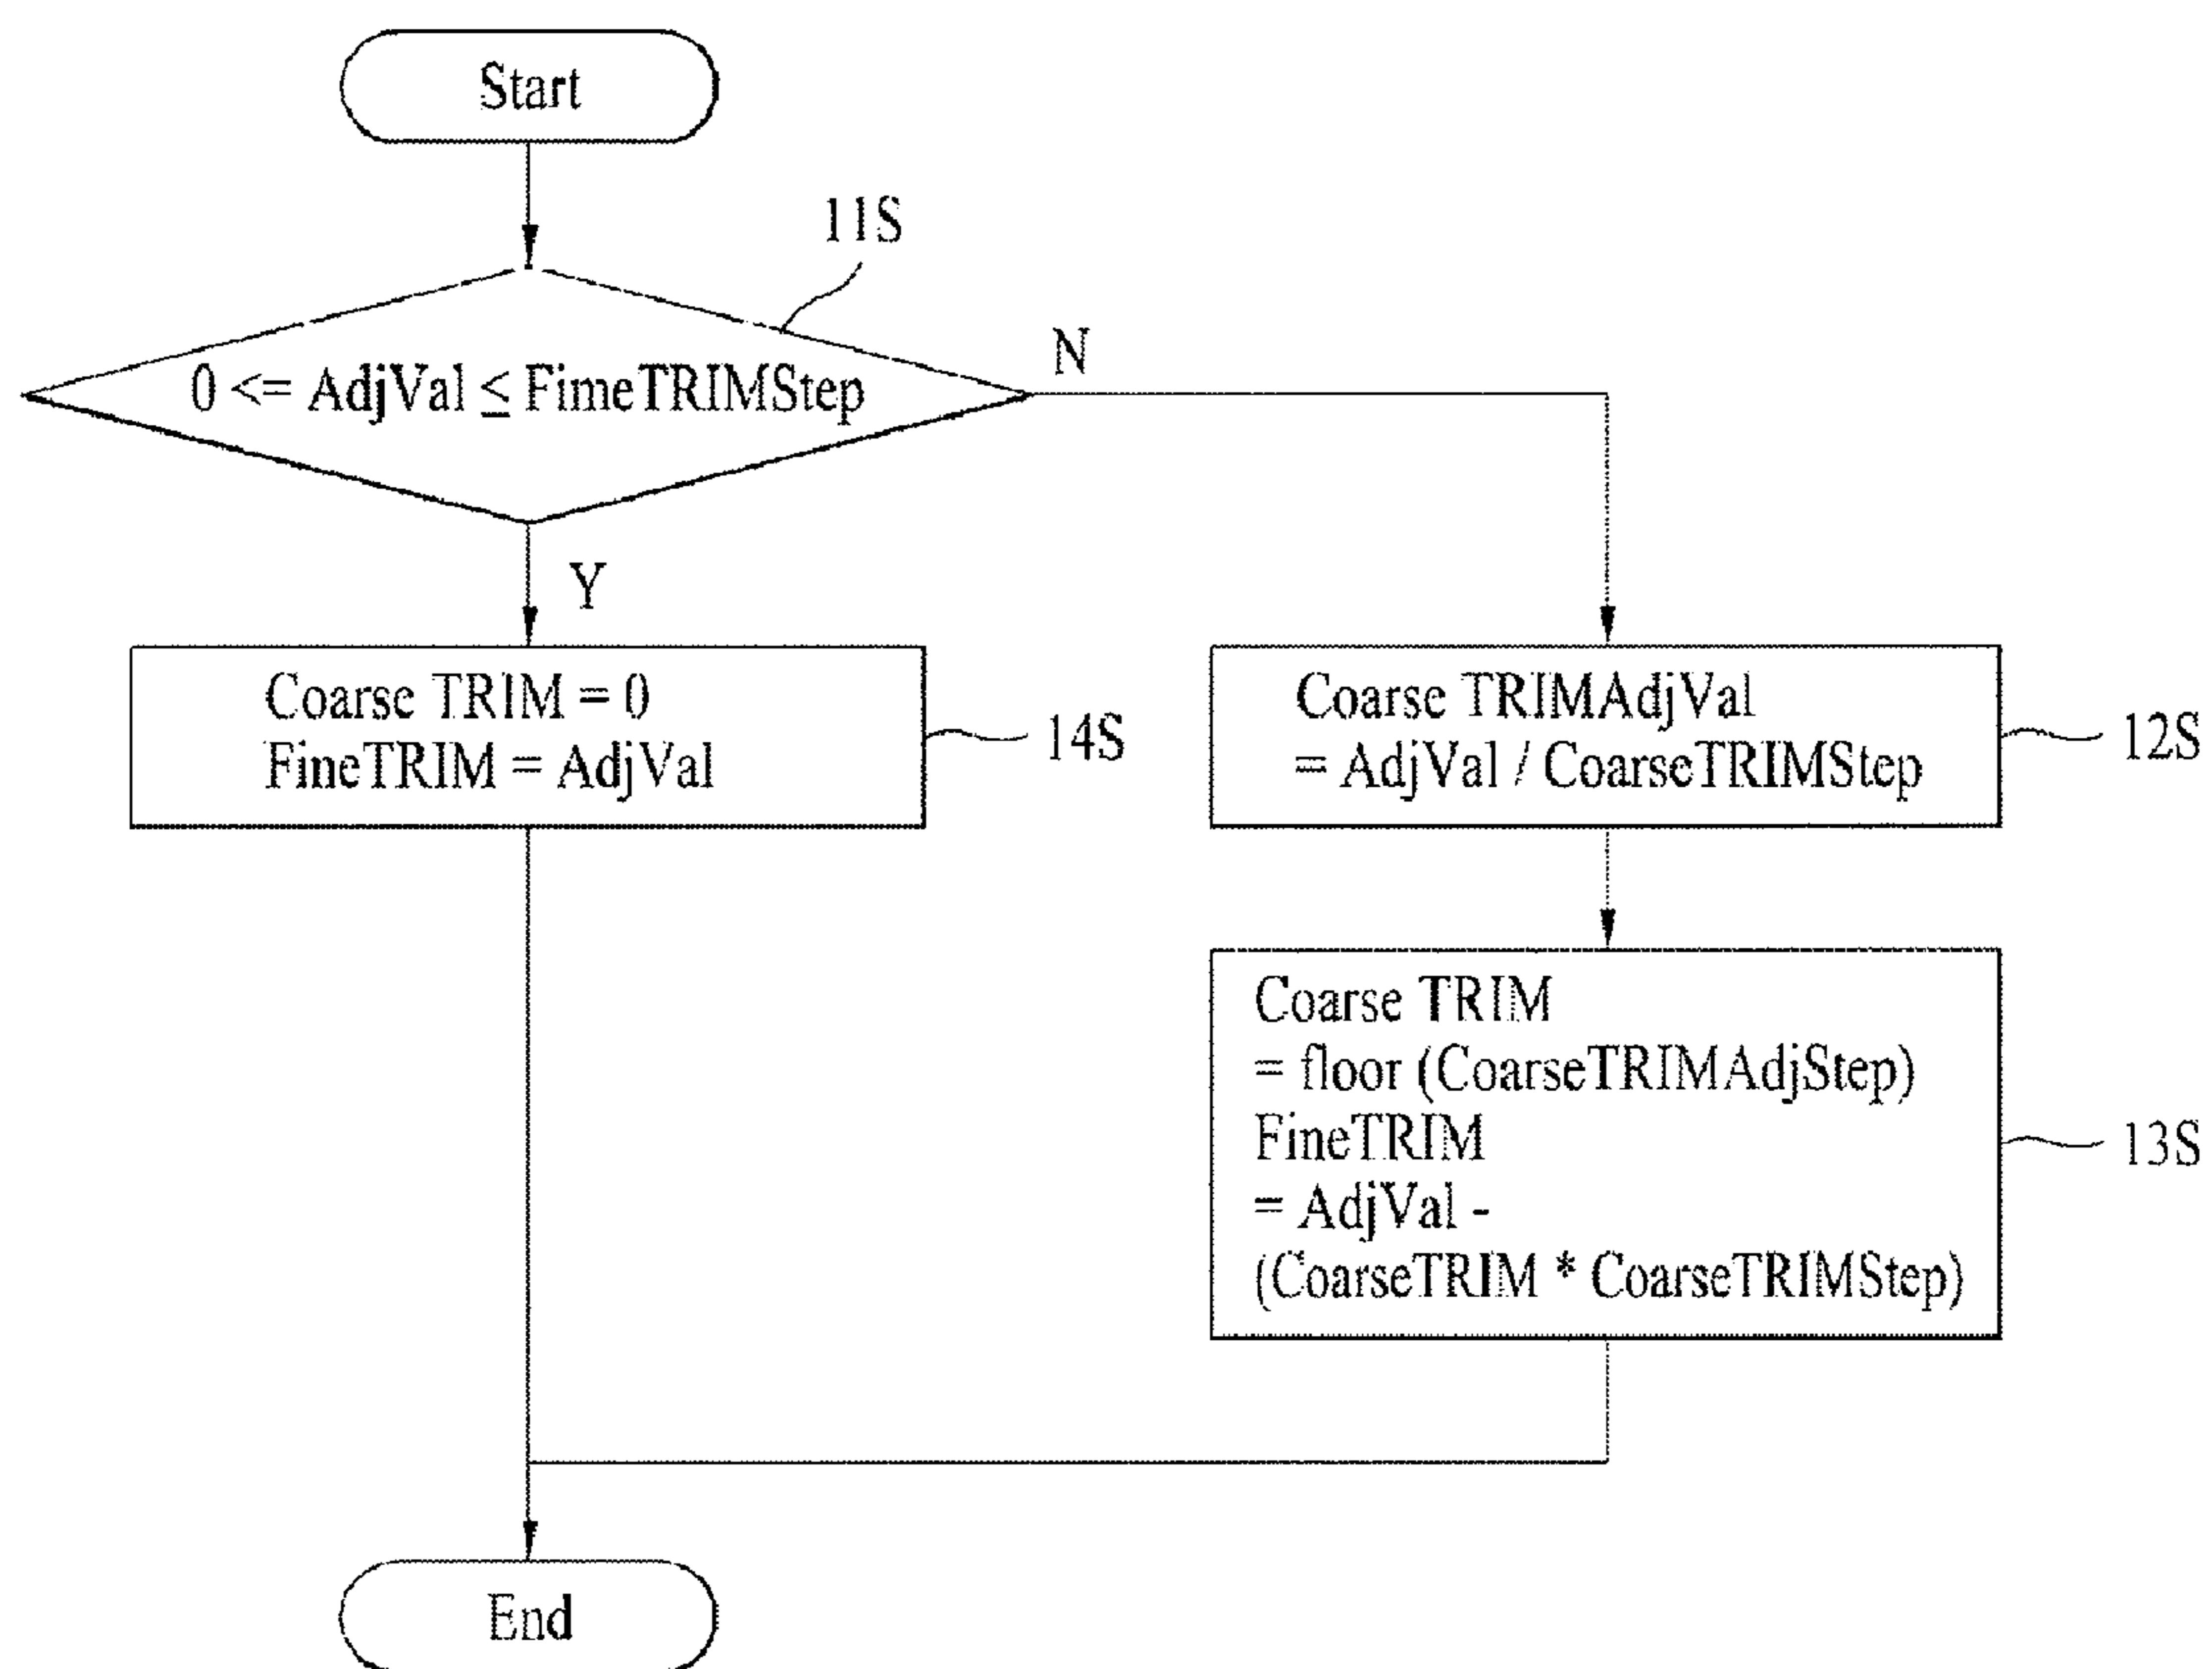 Start
11S
0 <= AdjVal ≤ FimeTRIMStep
N
Y
Coarse TRIM = 0
FineTRIM = AdjVal
14S
Coarse TRIMAdjVal
= AdjVal / CoarseTRIMStep
12S
Coarse TRIM
= floor (CoarseTRIMAdjStep)
FineTRIM
= AdjVal -
(CoarseTRIM * CoarseTRIMStep)
13S
End